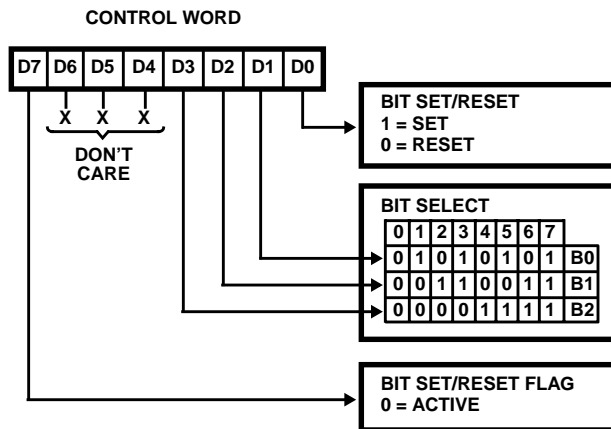 CONTROL WORD
D7 D6 D5 D4 D3 D2 D1 D0
X X X
DON'T
CARE
BIT SET/RESET
1 = SET
0 = RESET
BIT SELECT
0 1 2 3 4 5 6 7
0 1 0 1 0 1 0 1 B0
0 0 1 1 0 0 1 1 B1
0 0 0 0 1 1 1 1 B2
BIT SET/RESET FLAG
0 = ACTIVE